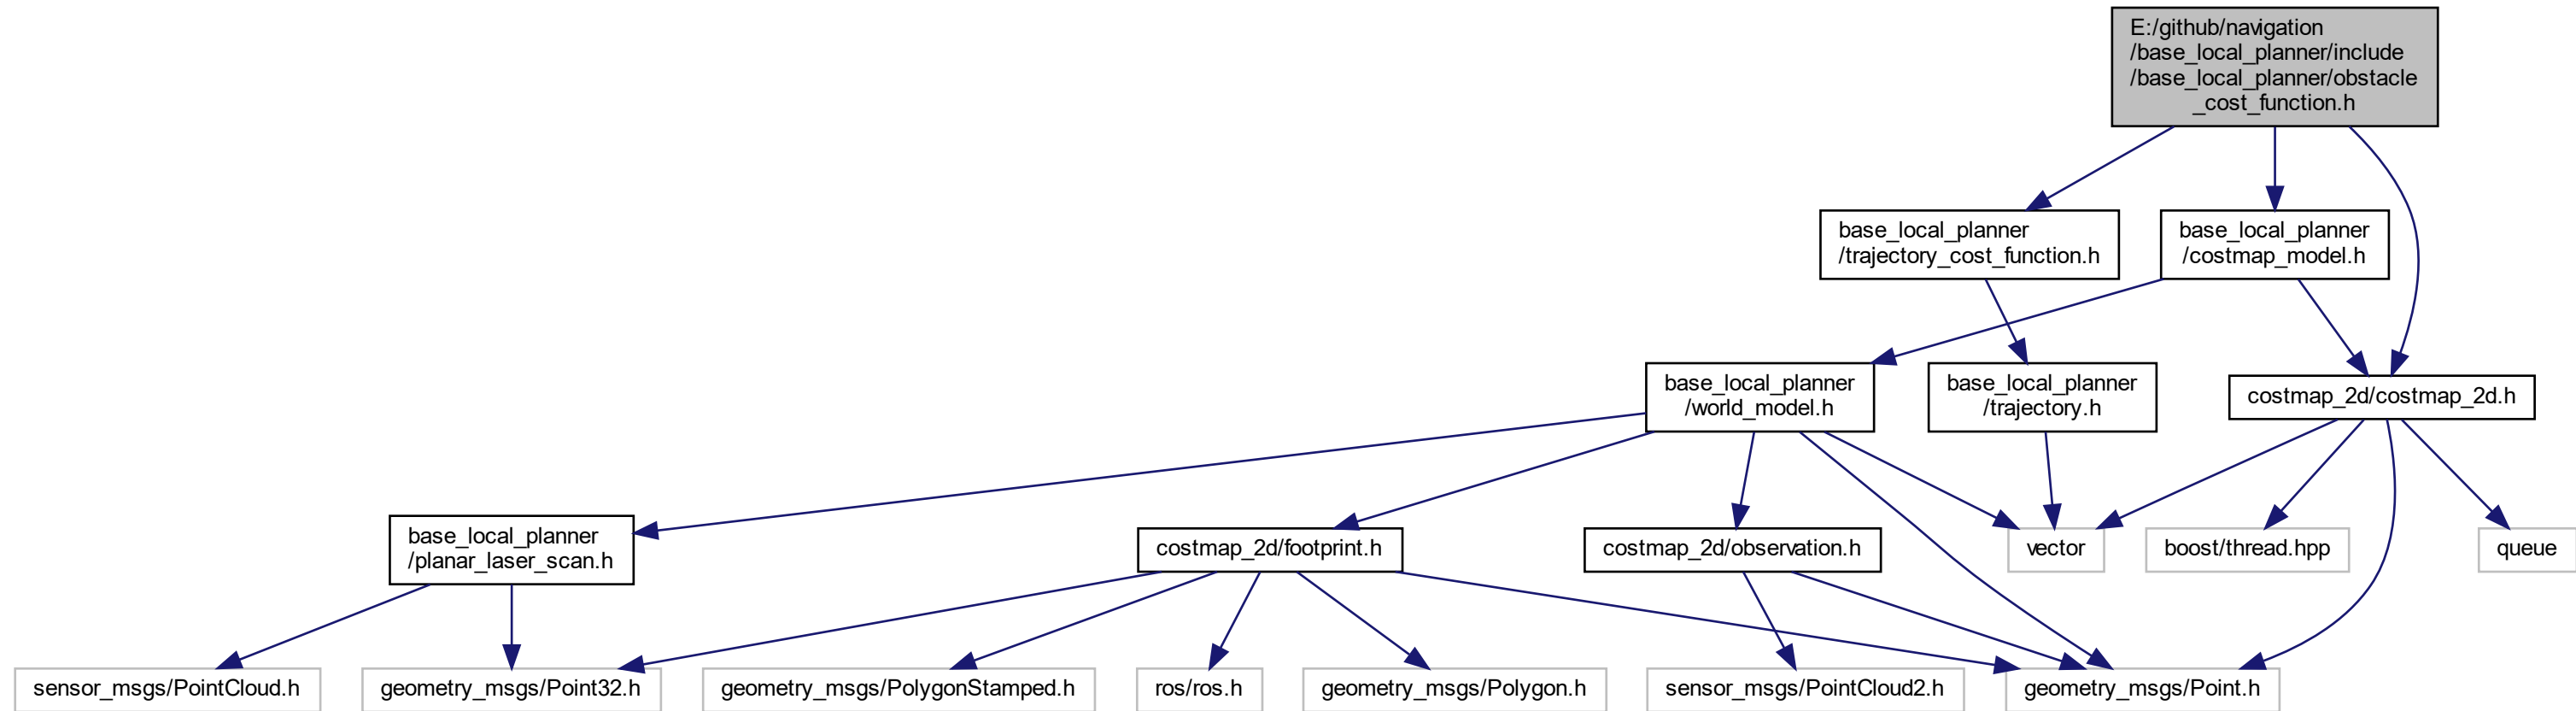 E:/github/navigation
/base_local_planner/include
/base_local_planner/obstacle
_cost_function.h
base_local_planner
/trajectory_cost_function.h
base_local_planner
/costmap_model.h
base_local_planner
/world_model.h
base_local_planner
/trajectory.h
costmap_2d/costmap_2d.h
base_local_planner
/planar_laser_scan.h
costmap_2d/footprint.h
costmap_2d/observation.h
vector
boost/thread.hpp
queue
sensor_msgs/PointCloud.h
geometry_msgs/Point32.h
geometry_msgs/PolygonStamped.h
ros/ros.h
geometry_msgs/Polygon.h
sensor_msgs/PointCloud2.h
geometry_msgs/Point.h